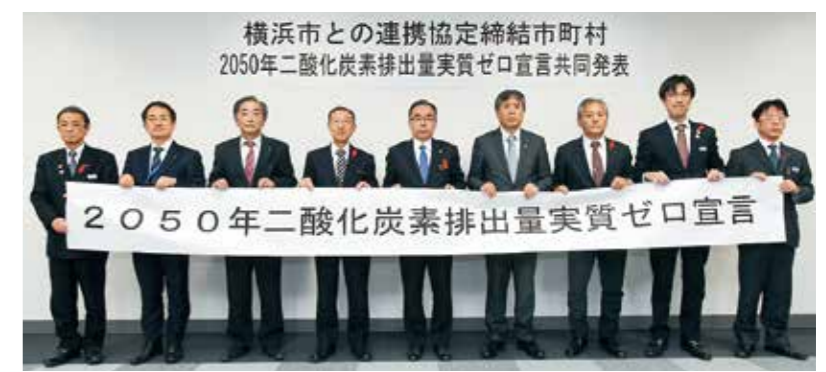 横浜市との連携協定締結市町村
2050年二酸化炭素排出量実質ゼロ宣言共同発表
２０５０年二酸化炭素排出量実質ゼロ宣言